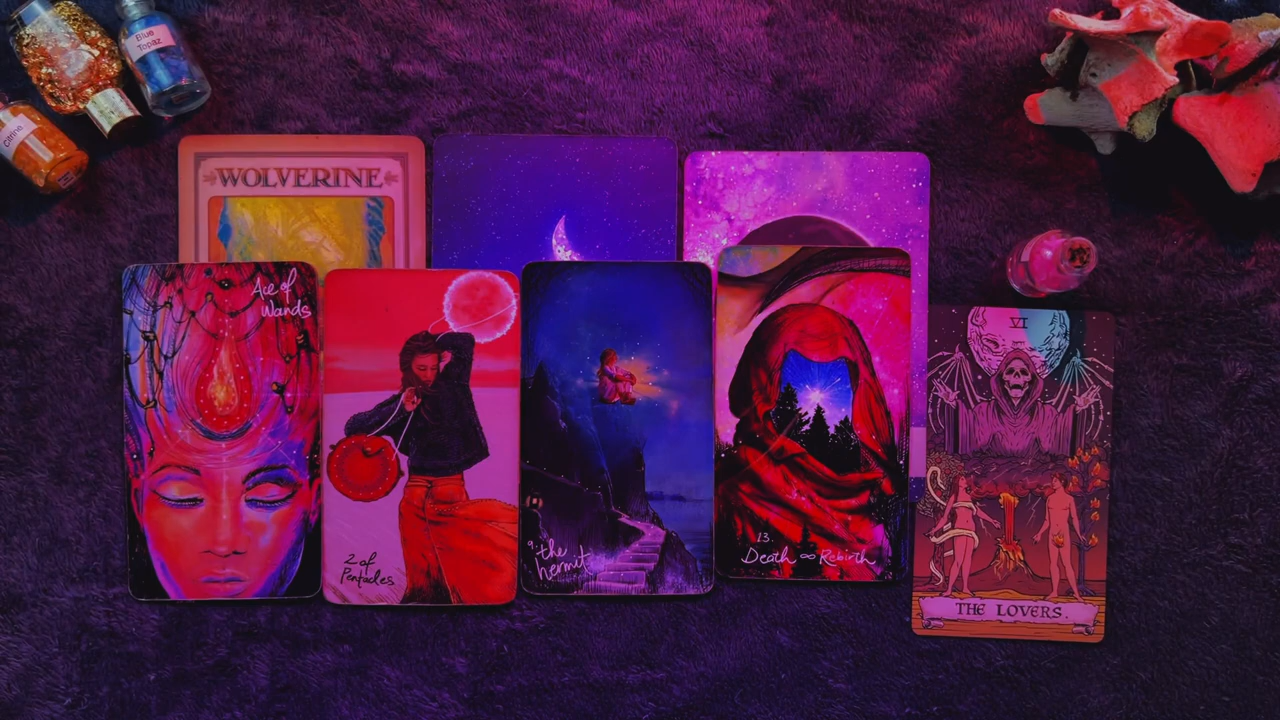 Blue
Topaz
Citrine
WOLVERINE
Ace of
Wands
2 of
Pentacles
9.
the
hermit
13.
Death ∞ Rebirth
VI
THE LOVERS.